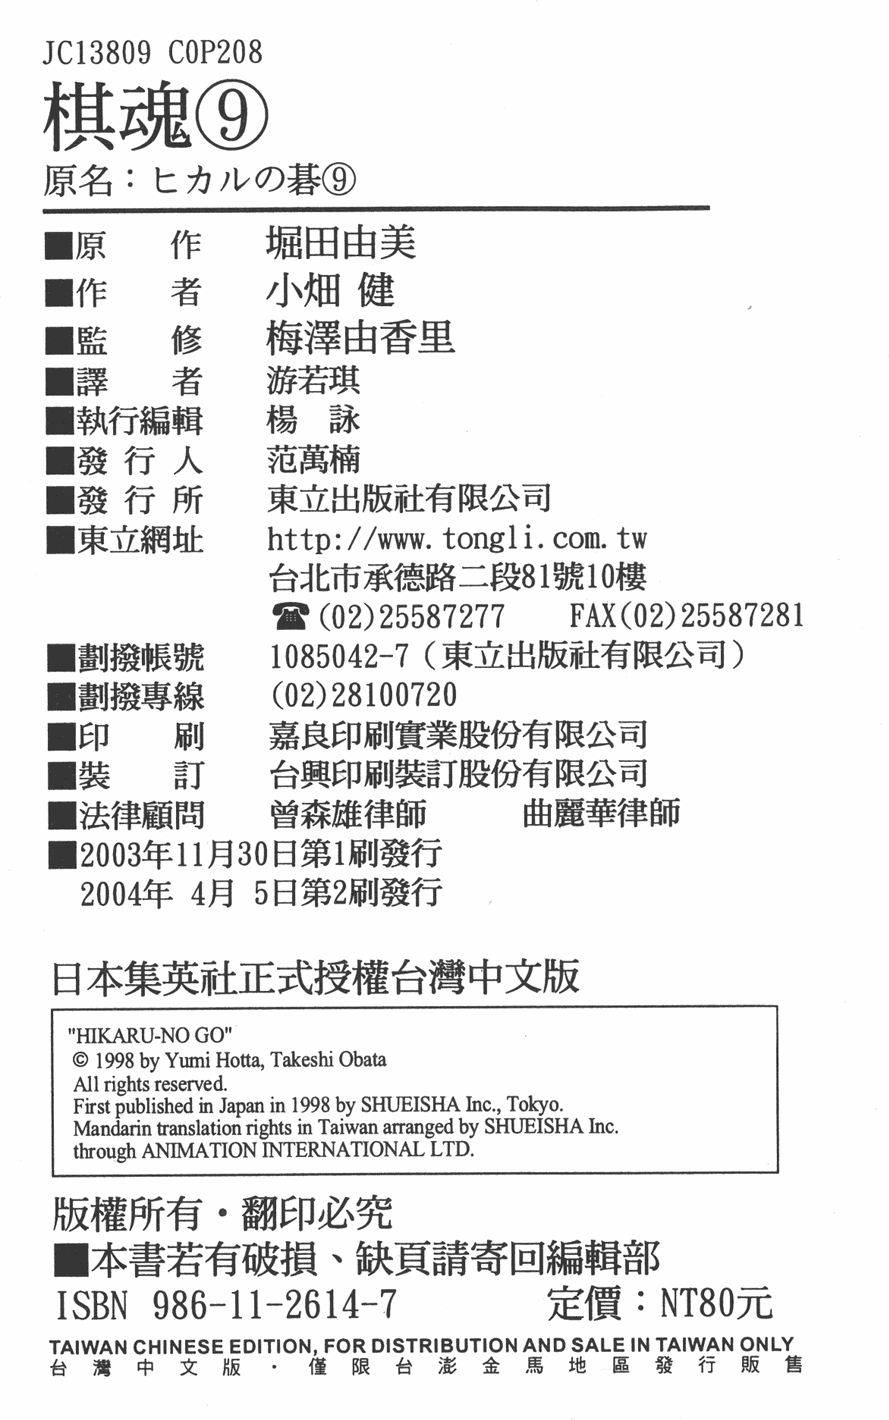 JC13809 C0P208
棋魂⑨
原名：ヒカルの碁⑨
■原　作　堀田由美
■作　者　小畑 健
■監　修　梅澤由香里
■譯　者　游若琪
■執行編輯　楊　詠
■發 行 人　范萬楠
■發 行 所　東立出版社有限公司
■東立網址　http://www.tongli.com.tw
台北市承德路二段81號10樓
☎(02)25587277　FAX(02)25587281
■劃撥帳號　1085042-7（東立出版社有限公司）
■劃撥專線　(02)28100720
■印　刷　嘉良印刷實業股份有限公司
■裝　訂　台興印刷裝訂股份有限公司
■法律顧問　曾森雄律師　曲麗華律師
■2003年11月30日第1刷發行
2004年 4月 5日第2刷發行
日本集英社正式授權台灣中文版
"HIKARU-NO GO"
© 1998 by Yumi Hotta, Takeshi Obata
All rights reserved.
First published in Japan in 1998 by SHUEISHA Inc., Tokyo.
Mandarin translation rights in Taiwan arranged by SHUEISHA Inc.
through ANIMATION INTERNATIONAL LTD.
版權所有・翻印必究
■本書若有破損、缺頁請寄回編輯部
ISBN 986-11-2614-7　定價：NT80元
TAIWAN CHINESE EDITION, FOR DISTRIBUTION AND SALE IN TAIWAN ONLY
台灣中文版・僅限台澎金馬地區發行販售